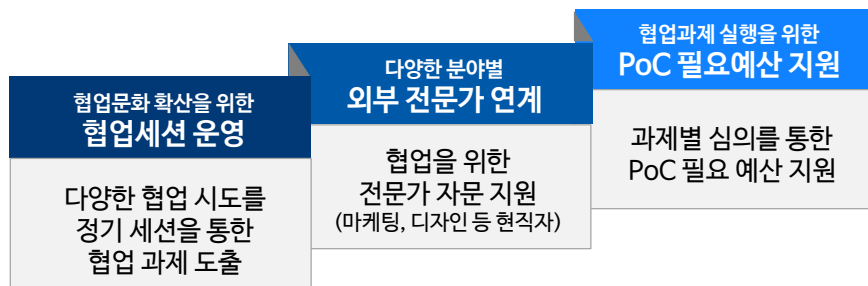 협업문화 확산을 위한
협업세션 운영
다양한 협업 시도를
정기 세션을 통한
협업 과제 도출
다양한 분야별
외부 전문가 연계
협업을 위한
전문가 자문 지원
(마케팅, 디자인 등 현직자)
협업과제 실행을 위한
PoC 필요예산 지원
과제별 심의를 통한
PoC 필요 예산 지원